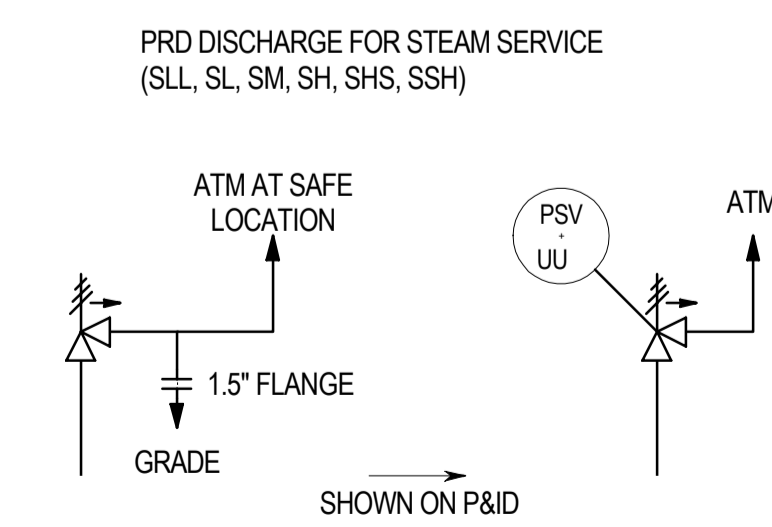 PRD DISCHARGE FOR STEAM SERVICE
(SLL, SL, SM, SH, SHS, SSH)
ATM AT SAFE
LOCATION
PSV
UU
ATM
1.5" FLANGE
GRADE
SHOWN ON P&ID